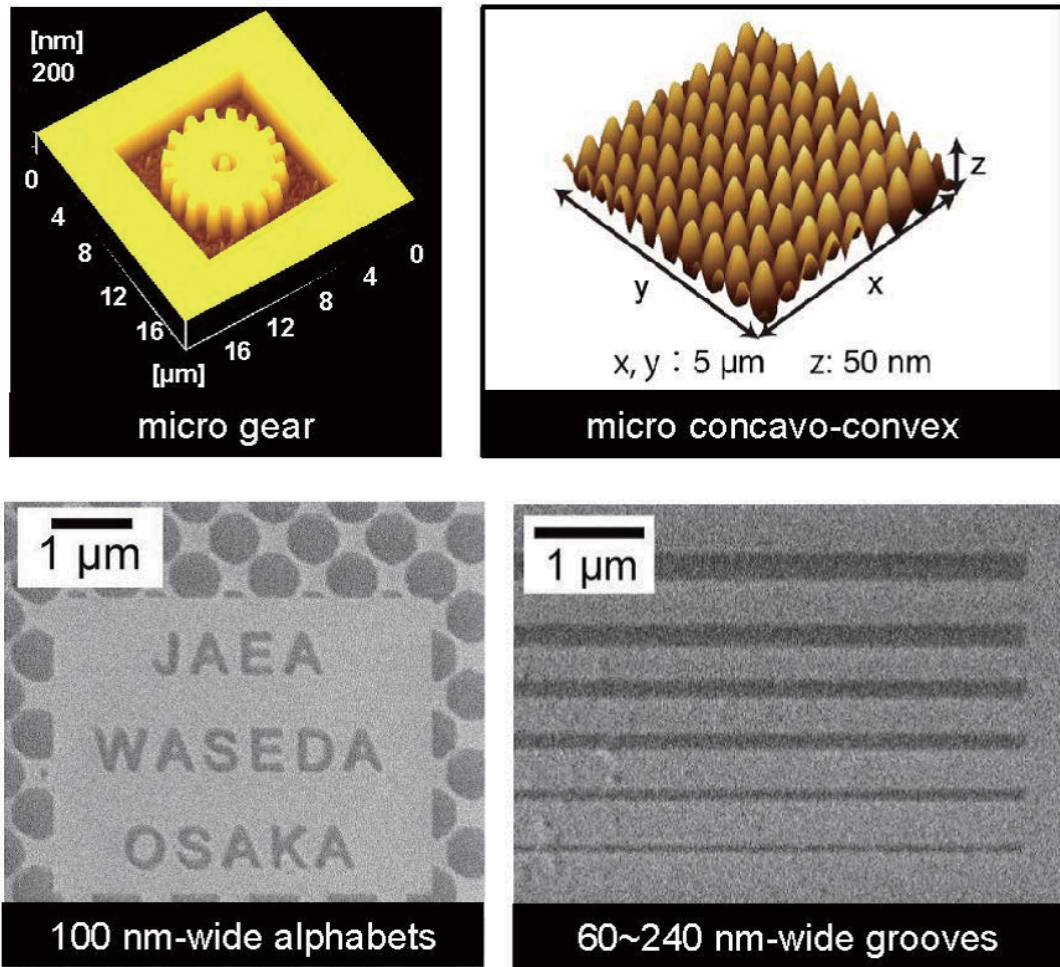 [nm]
200
0
4
8
12
16
[µm]
16
12
8
4
0
micro gear
z
y
x
x, y : 5 µm z: 50 nm
micro concavo-convex
1 µm
JAEA
WASEDA
OSAKA
100 nm-wide alphabets
1 µm
60~240 nm-wide grooves